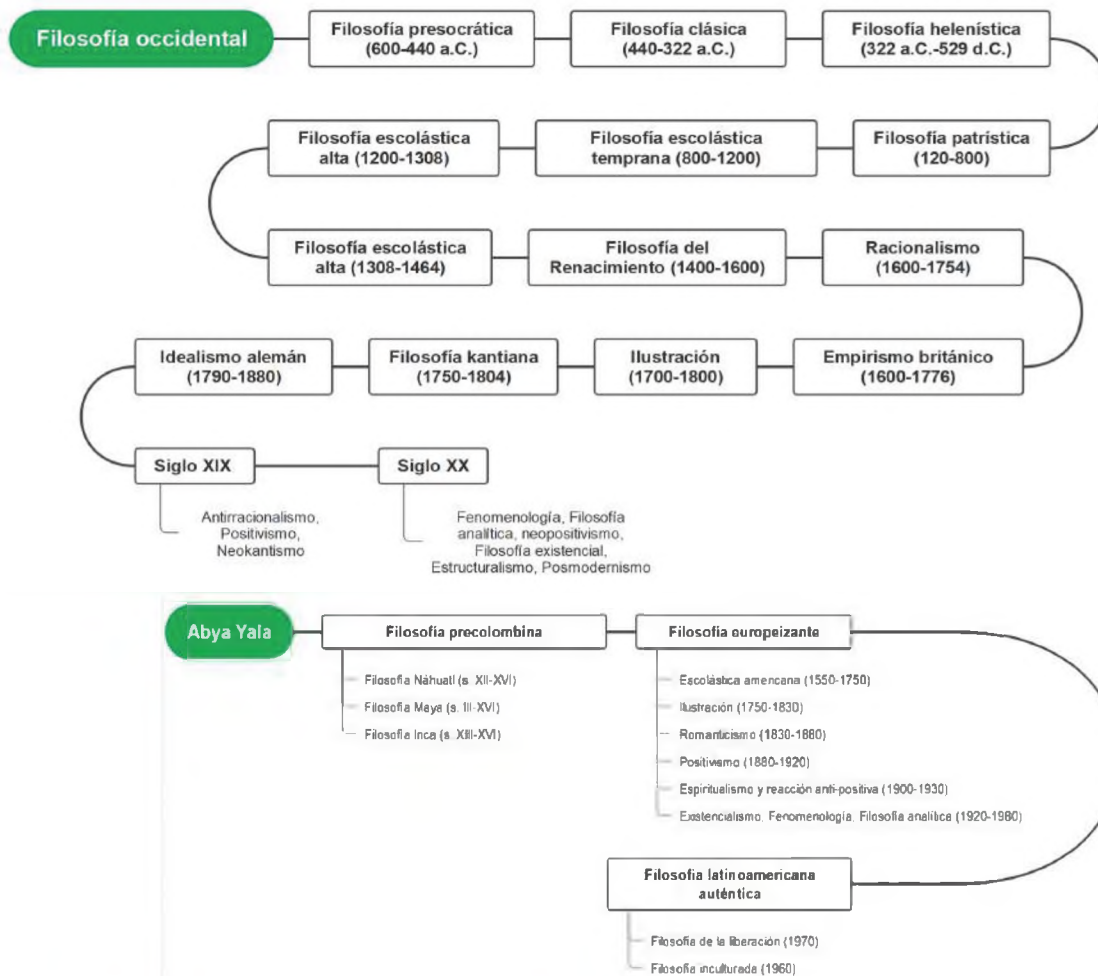 Filosofía occidental
Filosofía presocrática
(600-440 a.C.)
Filosofía clásica
(440-322 a.C.)
Filosofía helenística
(322 a.C.-529 d.C.)
Filosofía patrística
(120-800)
Filosofía escolástica
temprana (800-1200)
Filosofía escolástica
alta (1200-1308)
Filosofía escolástica
alta (1308-1464)
Filosofía del
Renacimiento (1400-1600)
Racionalismo
(1600-1754)
Empirismo británico
(1600-1776)
Ilustración
(1700-1800)
Filosofía kantiana
(1750-1804)
Idealismo alemán
(1790-1880)
Siglo XIX
Antirracionalismo,
Positivismo,
Neokantismo
Siglo XX
Fenomenología, Filosofía
analítica, neopositivismo,
Filosofía existencial,
Estructuralismo, Posmodernismo
Abya Yala
Filosofía precolombina
Filosofía Náhuatl (s. XII-XVI)
Filosofía Maya (s. III-XVI)
Filosofía Inca (s. XIII-XVI)
Filosofía europeizante
Escolástica americana (1550-1750)
Ilustración (1750-1830)
Romanticismo (1830-1880)
Positivismo (1880-1920)
Espiritualismo y reacción anti-positiva (1900-1930)
Existencialismo, Fenomenología, Filosofía analítica (1920-1980)
Filosofía latinoamericana
auténtica
Filosofía de la liberación (1970)
Filosofía inculturada (1960)